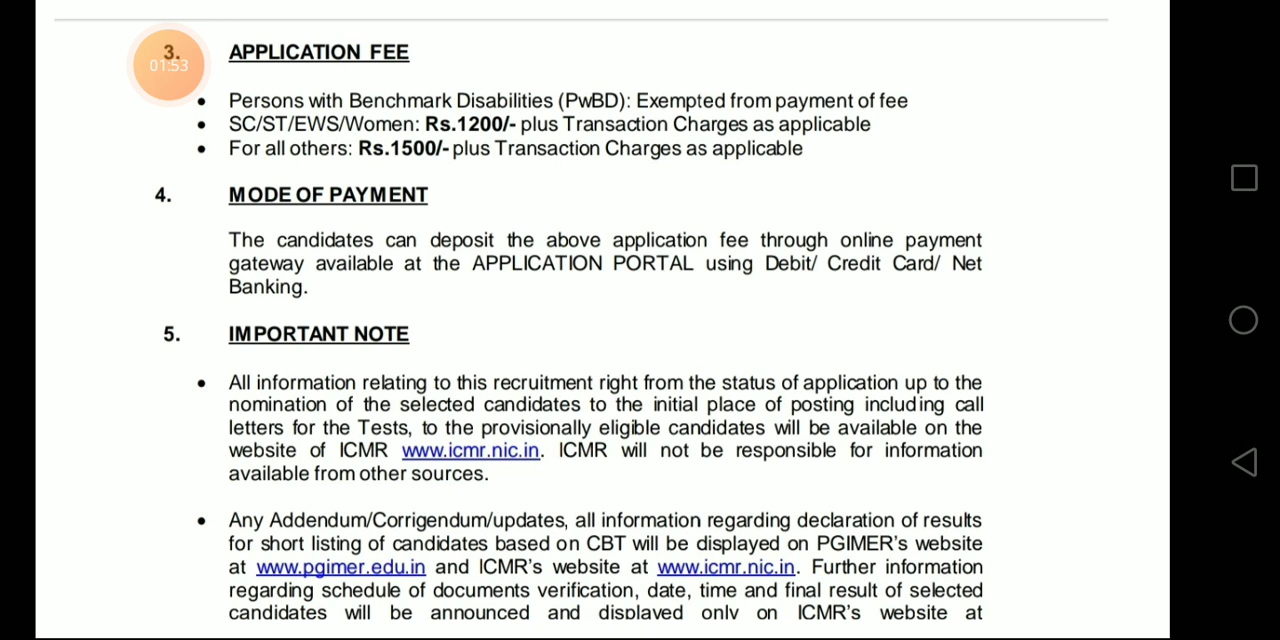 3. APPLICATION FEE
01:53
• Persons with Benchmark Disabilities (PwBD): Exempted from payment of fee
• SC/ST/EWS/Women: Rs.1200/- plus Transaction Charges as applicable
• For all others: Rs.1500/- plus Transaction Charges as applicable
4. MODE OF PAYMENT
The candidates can deposit the above application fee through online payment
gateway available at the APPLICATION PORTAL using Debit/ Credit Card/ Net
Banking.
5. IMPORTANT NOTE
• All information relating to this recruitment right from the status of application up to the
nomination of the selected candidates to the initial place of posting including call
letters for the Tests, to the provisionally eligible candidates will be available on the
website of ICMR www.icmr.nic.in. ICMR will not be responsible for information
available from other sources.
• Any Addendum/Corrigendum/updates, all information regarding declaration of results
for short listing of candidates based on CBT will be displayed on PGIMER's website
at www.pgimer.edu.in and ICMR's website at www.icmr.nic.in. Further information
regarding schedule of documents verification, date, time and final result of selected
candidates will be announced and displayed only on ICMR's website at